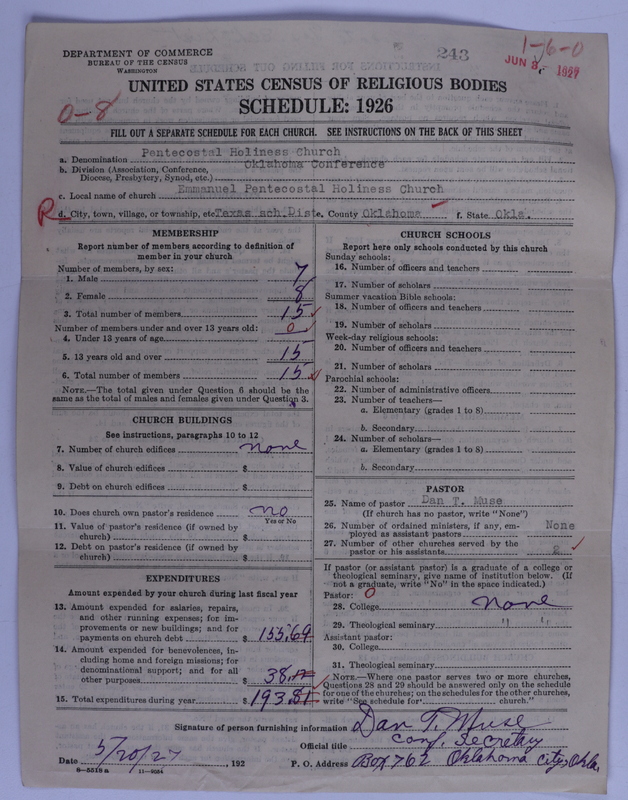 DEPARTMENT OF COMMERCE
BUREAU OF THE CENSUS
WASHINGTON
243
1-6-0
JUN 3, 1927
UNITED STATES CENSUS OF RELIGIOUS BODIES
SCHEDULE: 1926
0-8
FILL OUT A SEPARATE SCHEDULE FOR EACH CHURCH. SEE INSTRUCTIONS ON THE BACK OF THIS SHEET
a. Denomination Pentecostal Holiness Church
b. Division (Association, Conference, Diocese, Presbytery, Synod, etc.) Oklahoma Conference
c. Local name of church Emmanuel Pentecostal Holiness Church
R d. City, town, village, or township, etc Texas sch.Dist e. County Oklahoma f. State Okla.
MEMBERSHIP
Report number of members according to definition of
member in your church
Number of members, by sex:
1. Male 7
2. Female 8
3. Total number of members 15
Number of members under and over 13 years old:
4. Under 13 years of age 0
5. 13 years old and over 15
6. Total number of members 15
NOTE.—The total given under Question 6 should be
same as the total of males and females given under Question 3.
CHURCH BUILDINGS
See instructions, paragraphs 10 to 12
7. Number of church edifices none
8. Value of church edifices $
9. Debt on church edifices $
10. Does church own pastor's residence no
Yes or No
11. Value of pastor's residence (if owned by
church) $
12. Debt on pastor's residence (if owned by
church) $
EXPENDITURES
Amount expended by your church during last fiscal year
13. Amount expended for salaries, repairs,
and other running expenses; for im-
provements or new buildings; and for
payments on church debt $ 155.69
14. Amount expended for benevolences, in-
cluding home and foreign missions; for
denominational support; and for all
other purposes $ 38.12
15. Total expenditures during year $ 193.81
CHURCH SCHOOLS
Report here only schools conducted by this church
Sunday schools:
16. Number of officers and teachers
17. Number of scholars
Summer vacation Bible schools:
18. Number of officers and teachers
19. Number of scholars
Week-day religious schools:
20. Number of officers and teachers
21. Number of scholars
Parochial schools:
22. Number of administrative officers
23. Number of teachers—
a. Elementary (grades 1 to 8)
b. Secondary
24. Number of scholars—
a. Elementary (grades 1 to 8)
b. Secondary
PASTOR
25. Name of pastor Dan T. Muse
(If church has no pastor, write "None")
26. Number of ordained ministers, if any, em-
ployed as assistant pastors None
27. Number of other churches served by the
pastor or his assistants 2
If pastor (or assistant pastor) is a graduate of a college or
theological seminary, give name of institution below. (If
not a graduate, write "No" in the space indicated.)
Pastor: 0
28. College none
29. Theological seminary " "
Assistant pastor:
30. College
31. Theological seminary
NOTE.—Where one pastor serves two or more churches,
Questions 28 and 29 should be answered only on the schedule
for one of the churches; on the schedules for the other churches,
write "See schedule for church."
Signature of person furnishing information Dan T. Muse
Official title Conf. Secretary
Date 5/20/27, 192 P. O. Address Box 762 Oklahoma City, Okla.
8—5518 a 11—9054